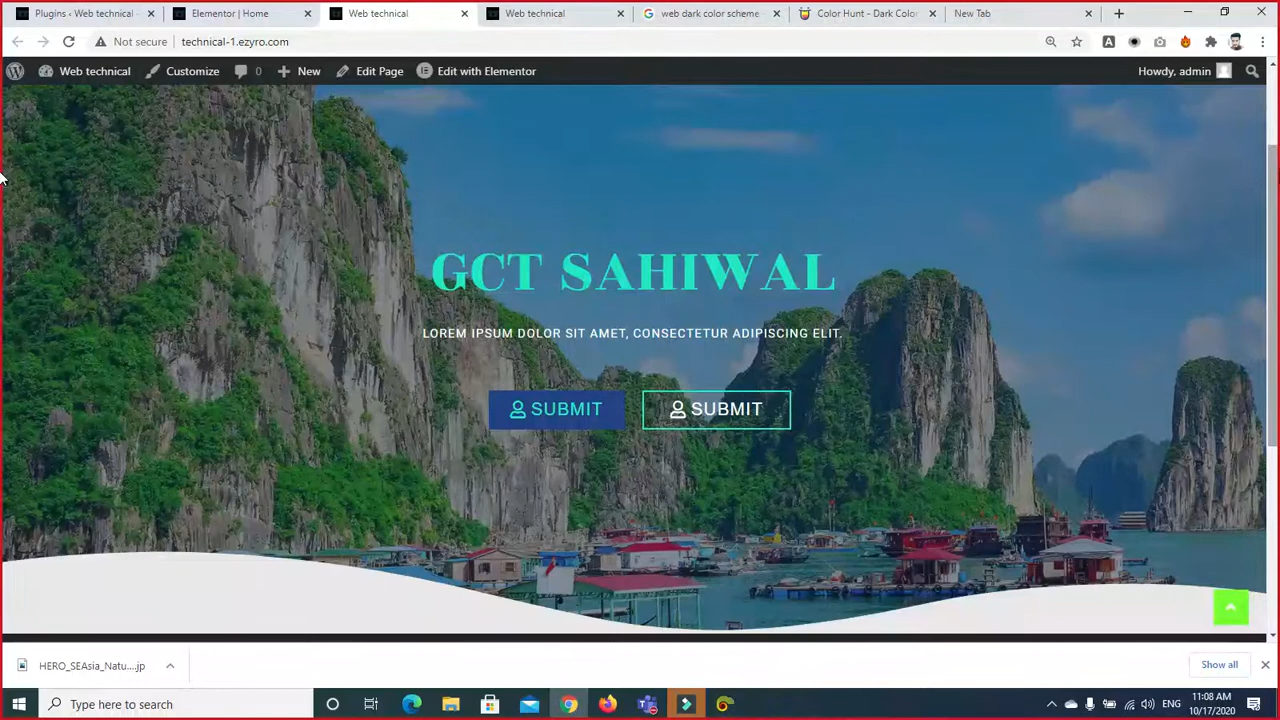 Plugins ‹ Web technical -
Elementor | Home
Web technical
Web technical
web dark color scheme
Color Hunt - Dark Color
New Tab
Not secure
technical-1.ezyro.com
Web technical
Customize
0
New
Edit Page
Edit with Elementor
Howdy, admin
GCT SAHIWAL
LOREM IPSUM DOLOR SIT AMET, CONSECTETUR ADIPISCING ELIT.
SUBMIT
SUBMIT
HERO_SEAsia_Natu....jp
Show all
Type here to search
ENG
11:08 AM
10/17/2020